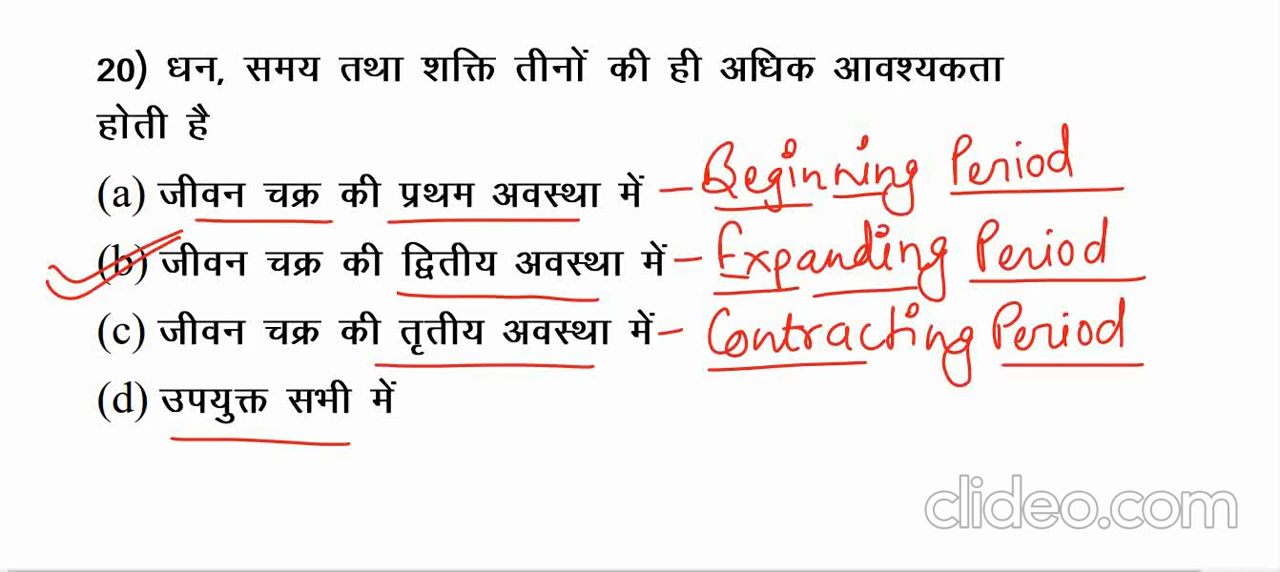 20) धन, समय तथा शक्ति तीनों की ही अधिक आवश्यकता
होती है
(a) जीवन चक्र की प्रथम अवस्था में - Beginning Period
(b) जीवन चक्र की द्वितीय अवस्था में - Expanding Period
(c) जीवन चक्र की तृतीय अवस्था में - Contracting Period
(d) उपयुक्त सभी में
clideo.com